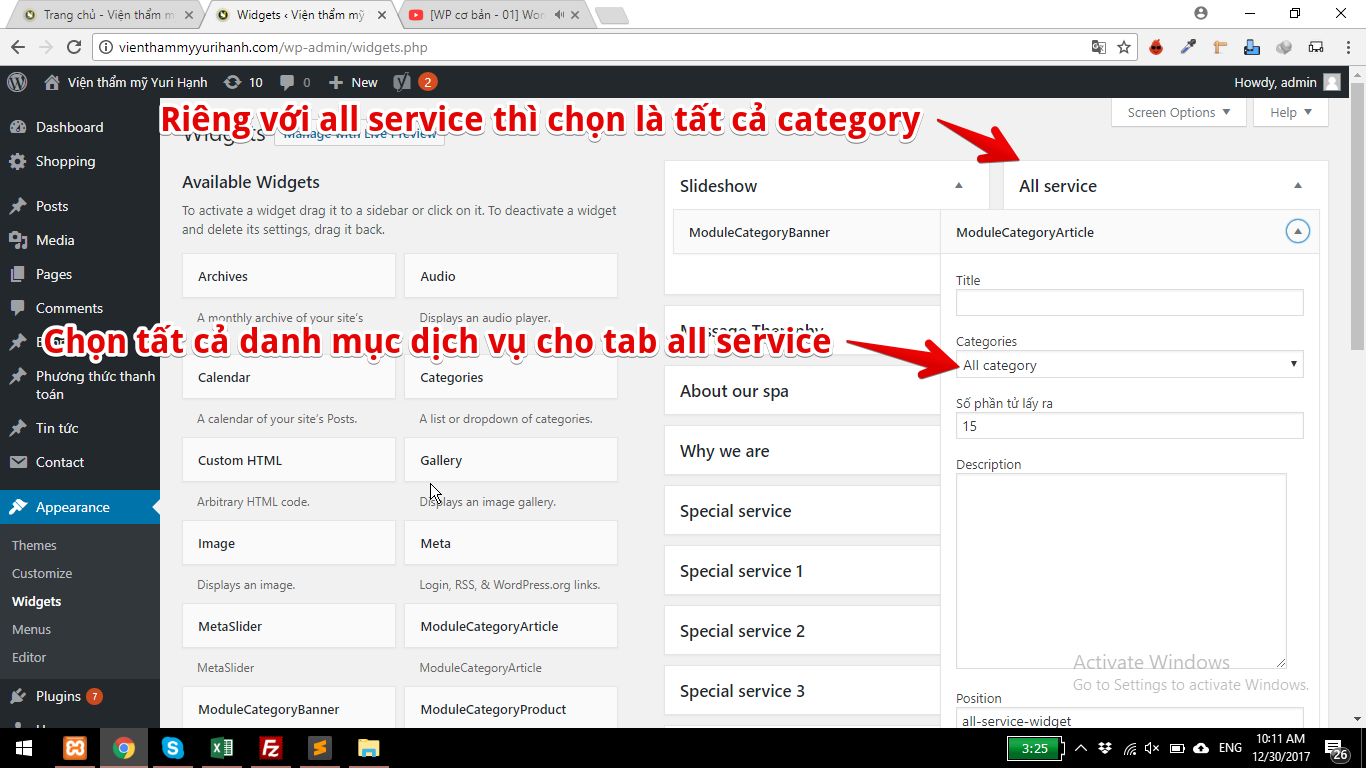 Trang chủ - Viện thẩm m
Widgets ‹ Viện thẩm mỹ
[WP cơ bản - 01] Wor
vienthammyyurihanh.com/wp-admin/widgets.php
Viện thẩm mỹ Yuri Hạnh
10
0
New
2
Howdy, admin
Riêng với all service thì chọn là tất cả category
Screen Options
Help
Dashboard
Shopping
Posts
Media
Pages
Comments
Phương thức thanh
toán
Tin tức
Contact
Appearance
Themes
Customize
Widgets
Menus
Editor
Plugins 7
Widgets
Manage with Live Preview
Available Widgets
To activate a widget drag it to a sidebar or click on it. To deactivate a widget
and delete its settings, drag it back.
Archives
Audio
A monthly archive of your site's
Displays an audio player.
Chọn tất cả danh mục dịch vụ cho tab all service
Calendar
Categories
A calendar of your site's Posts.
A list or dropdown of categories.
Custom HTML
Gallery
Arbitrary HTML code.
Displays an image gallery.
Image
Meta
Displays an image.
Login, RSS, & WordPress.org links.
MetaSlider
ModuleCategoryArticle
MetaSlider
ModuleCategoryArticle
ModuleCategoryBanner
ModuleCategoryProduct
Slideshow
ModuleCategoryBanner
About our spa
Why we are
Special service
Special service 1
Special service 2
Special service 3
All service
ModuleCategoryArticle
Title
Categories
All category
Số phần tử lấy ra
15
Description
Activate Windows
Go to Settings to activate Windows.
Position
all-service-widget
3:25
ENG
10:11 AM
12/30/2017
26